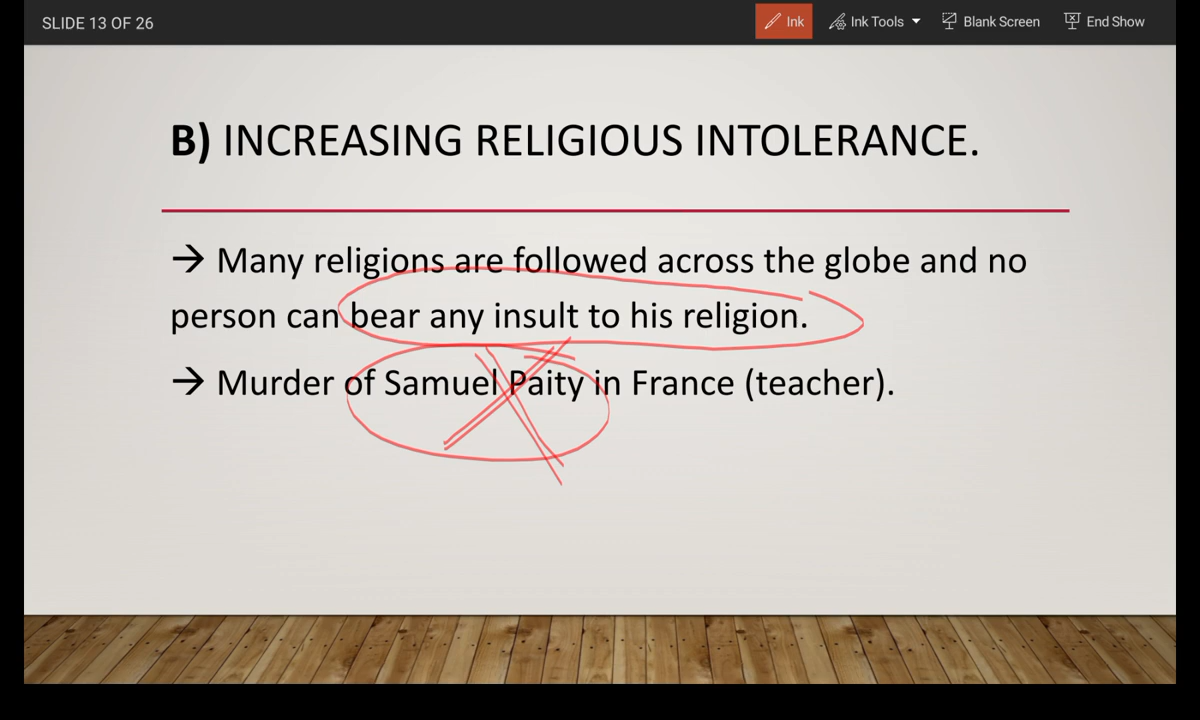 SLIDE 13 OF 26
Ink
Ink Tools
Blank Screen
End Show
B) INCREASING RELIGIOUS INTOLERANCE.
→ Many religions are followed across the globe and no
person can bear any insult to his religion.
→ Murder of Samuel Paity in France (teacher).